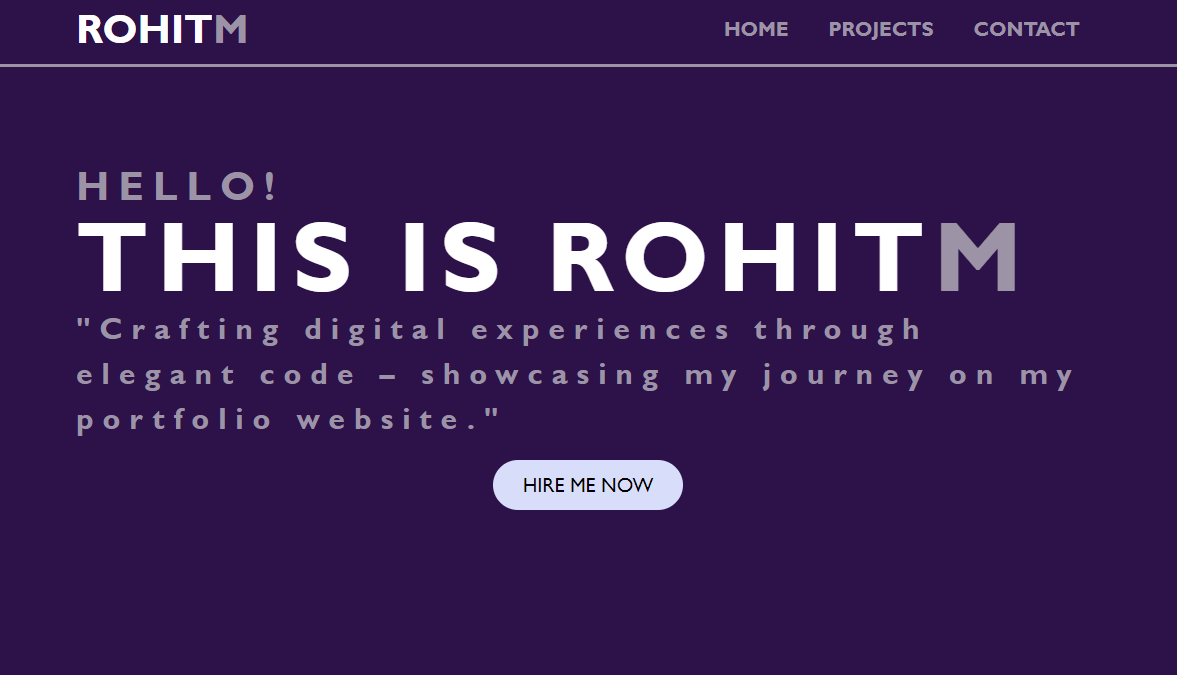 ROHITM
HOME PROJECTS CONTACT
HELLO!
THIS IS ROHITM
"Crafting digital experiences through
elegant code – showcasing my journey on my
portfolio website."
HIRE ME NOW